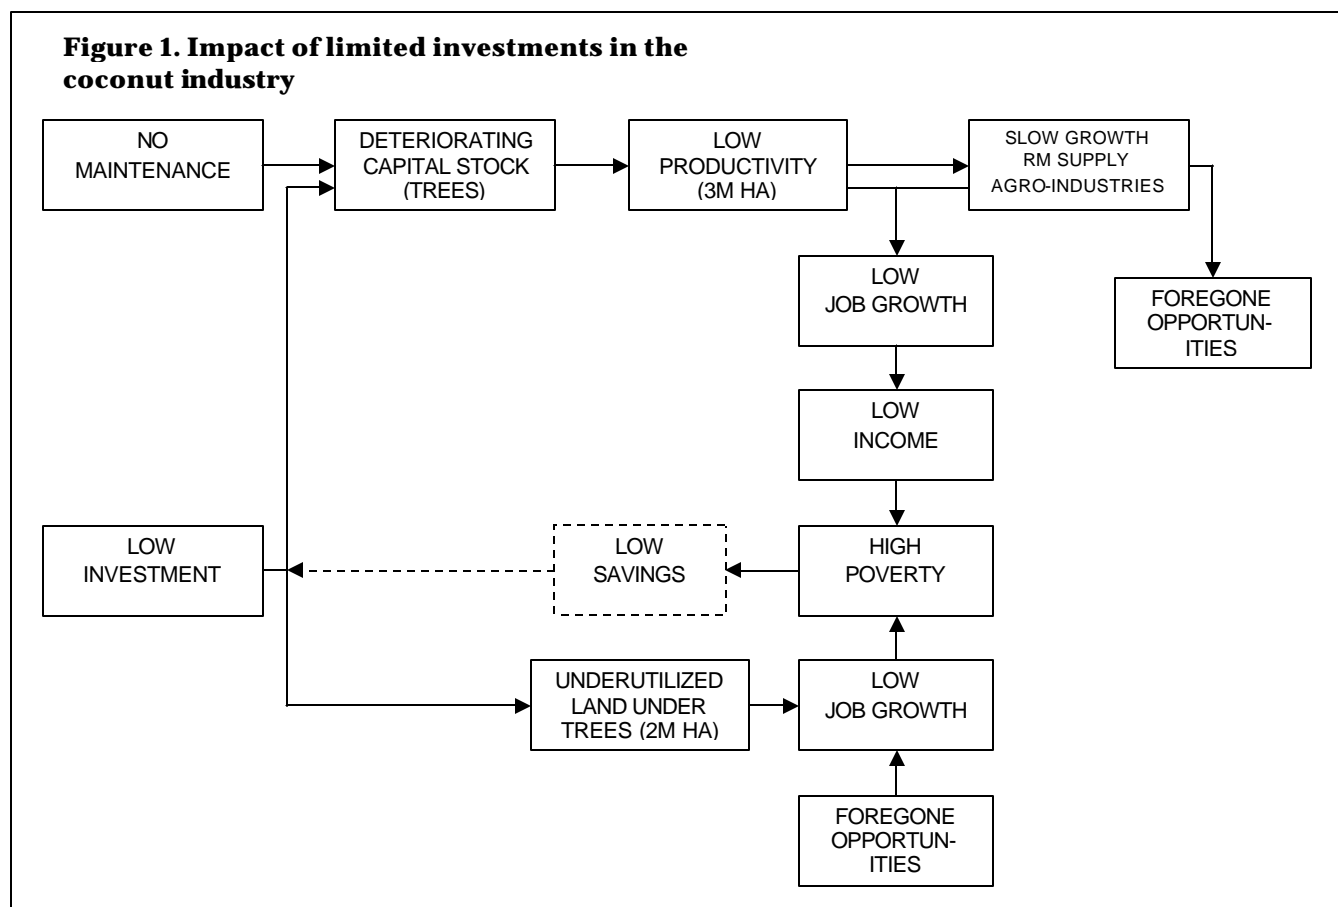 Figure 1. Impact of limited investments in the
coconut industry
NO
MAINTENANCE
DETERIORATING
CAPITAL STOCK
(TREES)
LOW
PRODUCTIVITY
(3M HA)
SLOW GROWTH
RM SUPPLY
AGRO-INDUSTRIES
LOW
JOB GROWTH
FOREGONE
OPPORTUN-
ITIES
LOW
INCOME
LOW
INVESTMENT
LOW
SAVINGS
HIGH
POVERTY
UNDERUTILIZED
LAND UNDER
TREES (2M HA)
LOW
JOB GROWTH
FOREGONE
OPPORTUN-
ITIES